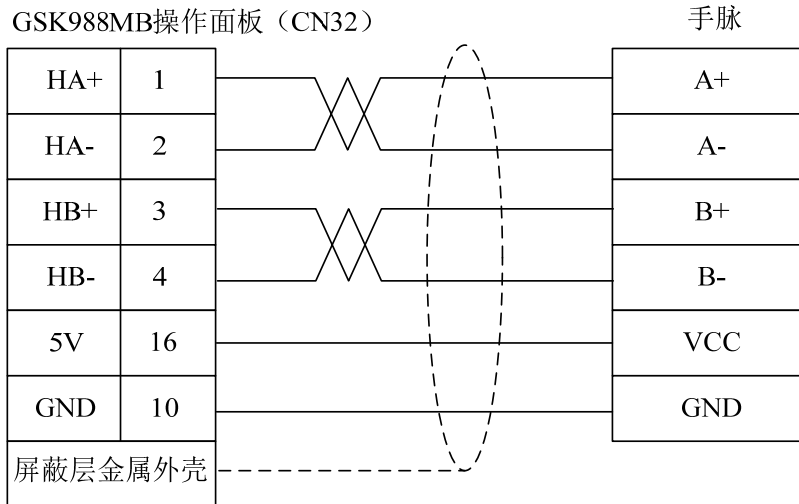 GSK988MB操作面板（CN32） 手脉
HA+ 1 A+
HA- 2 A-
HB+ 3 B+
HB- 4 B-
5V 16 VCC
GND 10 GND
屏蔽层金属外壳